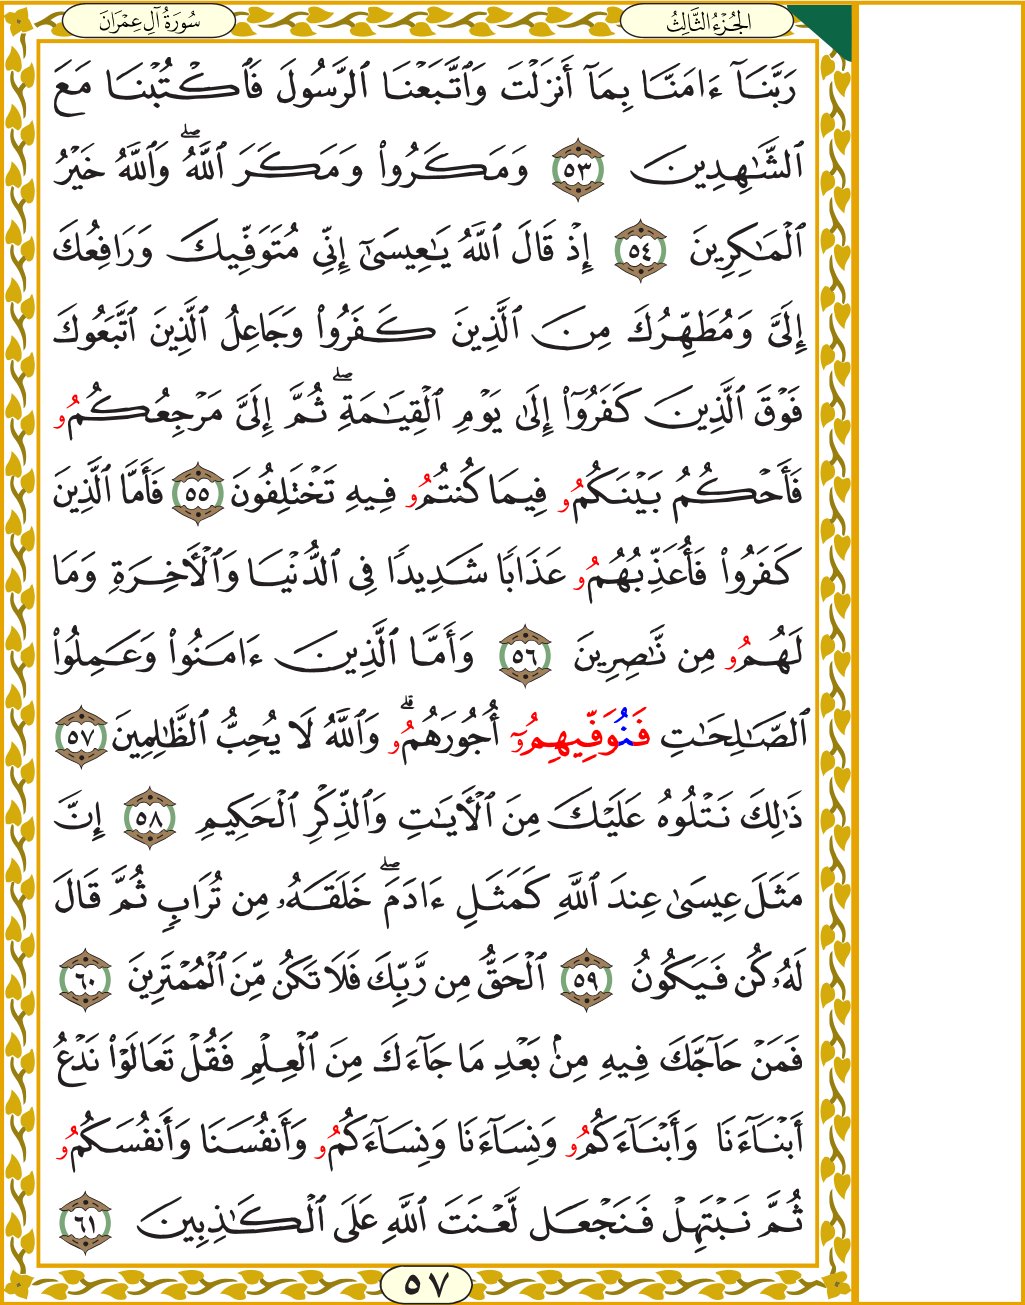 سُورَةُ آلِ عِمْرَانَ
الجُزْءُ الثَّالِثُ
رَبَّنَآ ءَامَنَّا بِمَآ أَنزَلْتَ وَٱتَّبَعْنَا ٱلرَّسُولَ فَٱكْتُبْنَا مَعَ
ٱلشَّٰهِدِينَ ٥٣ وَمَكَرُوا۟ وَمَكَرَ ٱللَّهُۖ وَٱللَّهُ خَيْرُ
ٱلْمَٰكِرِينَ ٥٤ إِذْ قَالَ ٱللَّهُ يَٰعِيسَىٰٓ إِنِّي مُتَوَفِّيكَ وَرَافِعُكَ
إِلَيَّ وَمُطَهِّرُكَ مِنَ ٱلَّذِينَ كَفَرُوا۟ وَجَاعِلُ ٱلَّذِينَ ٱتَّبَعُوكَ
فَوْقَ ٱلَّذِينَ كَفَرُوٓا۟ إِلَىٰ يَوْمِ ٱلْقِيَٰمَةِۖ ثُمَّ إِلَيَّ مَرْجِعُكُمُۥ
فَأَحْكُمُ بَيْنَكُمُۥ فِيمَا كُنتُمُۥ فِيهِ تَخْتَلِفُونَ ٥٥ فَأَمَّا ٱلَّذِينَ
كَفَرُوا۟ فَأُعَذِّبُهُمُۥ عَذَابًا شَدِيدًا فِي ٱلدُّنْيَا وَٱلْأَخِرَةِ وَمَا
لَهُمُۥ مِن نَّٰصِرِينَ ٥٦ وَأَمَّا ٱلَّذِينَ ءَامَنُوا۟ وَعَمِلُوا۟
ٱلصَّٰلِحَٰتِ فَنُوَفِّيهِمُۥٓ أُجُورَهُمُۥۗ وَٱللَّهُ لَا يُحِبُّ ٱلظَّٰلِمِينَ ٥٧
ذَٰلِكَ نَتْلُوهُ عَلَيْكَ مِنَ ٱلْأَيَٰتِ وَٱلذِّكْرِ ٱلْحَكِيمِ ٥٨ إِنَّ
مَثَلَ عِيسَىٰ عِندَ ٱللَّهِ كَمَثَلِ ءَادَمَۖ خَلَقَهُۥ مِن تُرَابٍ ثُمَّ قَالَ
لَهُۥ كُن فَيَكُونُ ٥٩ ٱلْحَقُّ مِن رَّبِّكَ فَلَا تَكُن مِّنَ ٱلْمُمْتَرِينَ ٦٠
فَمَنْ حَآجَّكَ فِيهِ مِنۢ بَعْدِ مَا جَآءَكَ مِنَ ٱلْعِلْمِ فَقُلْ تَعَالَوْا۟ نَدْعُ
أَبْنَآءَنَا وَأَبْنَآءَكُمُۥ وَنِسَآءَنَا وَنِسَآءَكُمُۥ وَأَنفُسَنَا وَأَنفُسَكُمُۥ
ثُمَّ نَبْتَهِلْ فَنَجْعَل لَّعْنَتَ ٱللَّهِ عَلَى ٱلْكَٰذِبِينَ ٦١
٥٧